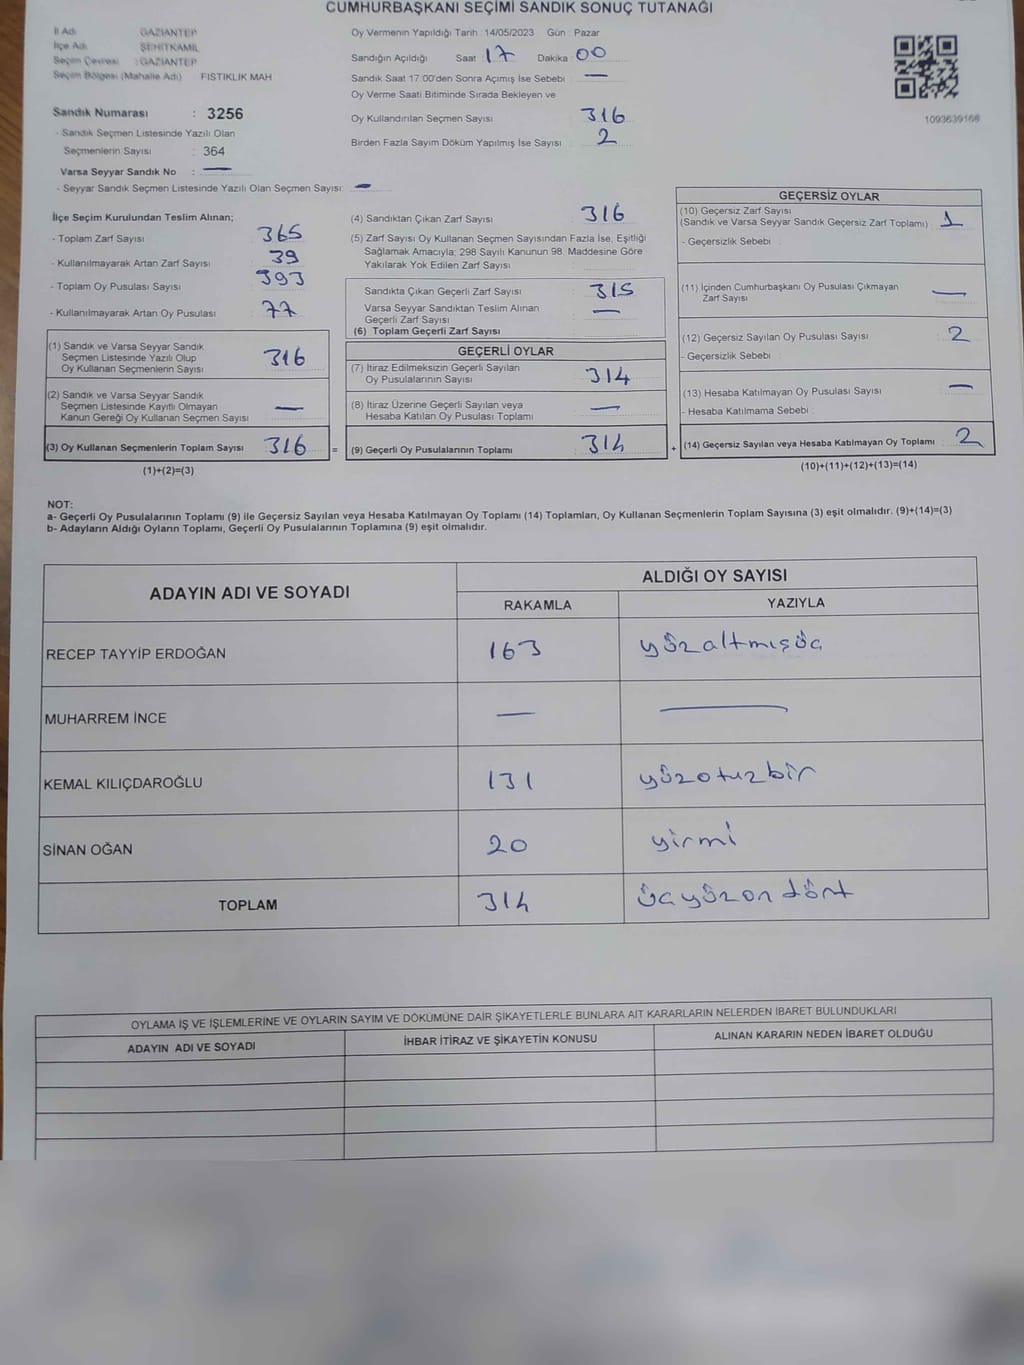 CUMHURBAŞKANI SEÇİMİ SANDIK SONUÇ TUTANAĞI
İl Adı GAZİANTEP
İlçe Adı ŞEHİTKAMİL
Seçim Çevresi : GAZİANTEP
Seçim Bölgesi (Mahalle Adı) FISTIKLIK MAH
Sandık Numarası : 3256
- Sandık Seçmen Listesinde Yazılı Olan
Seçmenlerin Sayısı : 364
Varsa Seyyar Sandık No : —
- Seyyar Sandık Seçmen Listesinde Yazılı Olan Seçmen Sayısı: —
Oy Vermenin Yapıldığı Tarih : 14/05/2023 Gün : Pazar
Sandığın Açıldığı Saat : 17 Dakika : 00
Sandık Saat 17:00'den Sonra Açımış İse Sebebi : —
Oy Verme Saati Bitiminde Sırada Bekleyen ve
Oy Kullandırılan Seçmen Sayısı : 316
Birden Fazla Sayım Döküm Yapılmış İse Sayısı : 2
1093639168
İlçe Seçim Kurulundan Teslim Alınan;
- Toplam Zarf Sayısı : 365
- Kullanılmayarak Artan Zarf Sayısı : 39
- Toplam Oy Pusulası Sayısı : 393
- Kullanılmayarak Artan Oy Pusulası : 77
(1) Sandık ve Varsa Seyyar Sandık
Seçmen Listesinde Yazılı Olup
Oy Kullanan Seçmenlerin Sayısı : 316
(2) Sandık ve Varsa Seyyar Sandık
Seçmen Listesinde Kayıtlı Olmayan
Kanun Gereği Oy Kullanan Seçmen Sayısı : —
(3) Oy Kullanan Seçmenlerin Toplam Sayısı : 316 =
(1)+(2)=(3)
(4) Sandıktan Çıkan Zarf Sayısı : 316
(5) Zarf Sayısı Oy Kullanan Seçmen Sayısından Fazla İse, Eşitliği
Sağlamak Amacıyla; 298 Sayılı Kanunun 98. Maddesine Göre
Yakılarak Yok Edilen Zarf Sayısı :
Sandıkta Çıkan Geçerli Zarf Sayısı : 315
Varsa Seyyar Sandıktan Teslim Alınan
Geçerli Zarf Sayısı : —
(6) Toplam Geçerli Zarf Sayısı :
GEÇERLİ OYLAR
(7) İtiraz Edilmeksizin Geçerli Sayılan
Oy Pusulalarının Sayısı : 314
(8) İtiraz Üzerine Geçerli Sayılan veya
Hesaba Katılan Oy Pusulası Toplamı : —
(9) Geçerli Oy Pusulalarının Toplamı : 314 +
GEÇERSİZ OYLAR
(10) Geçersiz Zarf Sayısı
(Sandık ve Varsa Seyyar Sandık Geçersiz Zarf Toplamı) : 1
- Geçersizlik Sebebi :
(11) İçinden Cumhurbaşkanı Oy Pusulası Çıkmayan
Zarf Sayısı : —
(12) Geçersiz Sayılan Oy Pusulası Sayısı : 2
- Geçersizlik Sebebi :
(13) Hesaba Katılmayan Oy Pusulası Sayısı : —
- Hesaba Katılmama Sebebi :
(14) Geçersiz Sayılan veya Hesaba Katılmayan Oy Toplamı : 2
(10)+(11)+(12)+(13)=(14)
NOT:
a- Geçerli Oy Pusulalarının Toplamı (9) ile Geçersiz Sayılan veya Hesaba Katılmayan Oy Toplamı (14) Toplamları, Oy Kullanan Seçmenlerin Toplam Sayısına (3) eşit olmalıdır. (9)+(14)=(3)
b- Adayların Aldığı Oyların Toplamı, Geçerli Oy Pusulalarının Toplamına (9) eşit olmalıdır.
ADAYIN ADI VE SOYADI
ALDIĞI OY SAYISI
RAKAMLA YAZIYLA
RECEP TAYYİP ERDOĞAN 163 yüzaltmışüç
MUHARREM İNCE — —
KEMAL KILIÇDAROĞLU 131 yüzotuzbir
SİNAN OĞAN 20 yirmi
TOPLAM 314 üçyüzondört
OYLAMA İŞ VE İŞLEMLERİNE VE OYLARIN SAYIM VE DÖKÜMÜNE DAİR ŞİKAYETLERLE BUNLARA AİT KARARLARIN NELERDEN İBARET BULUNDUKLARI
ADAYIN ADI VE SOYADI İHBAR İTİRAZ VE ŞİKAYETİN KONUSU ALINAN KARARIN NEDEN İBARET OLDUĞU